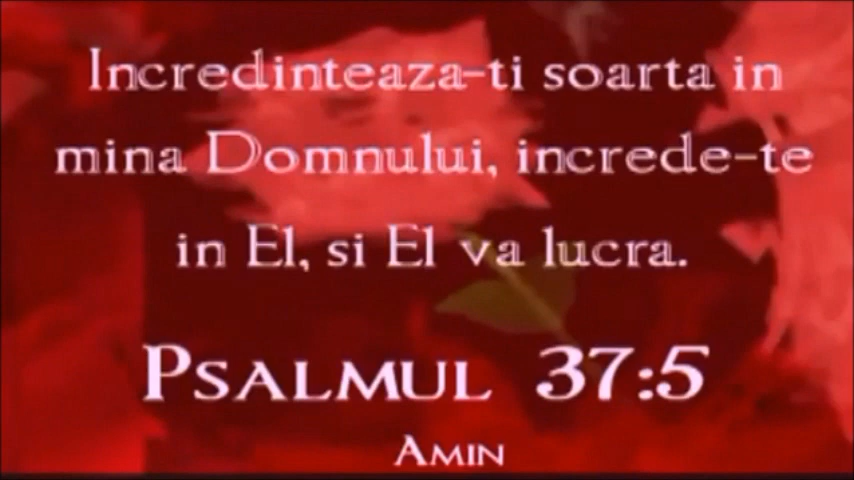 Incredinteaza-ti soarta in
mina Domnului, increde-te
in El, si El va lucra.
Psalmul 37:5
Amin